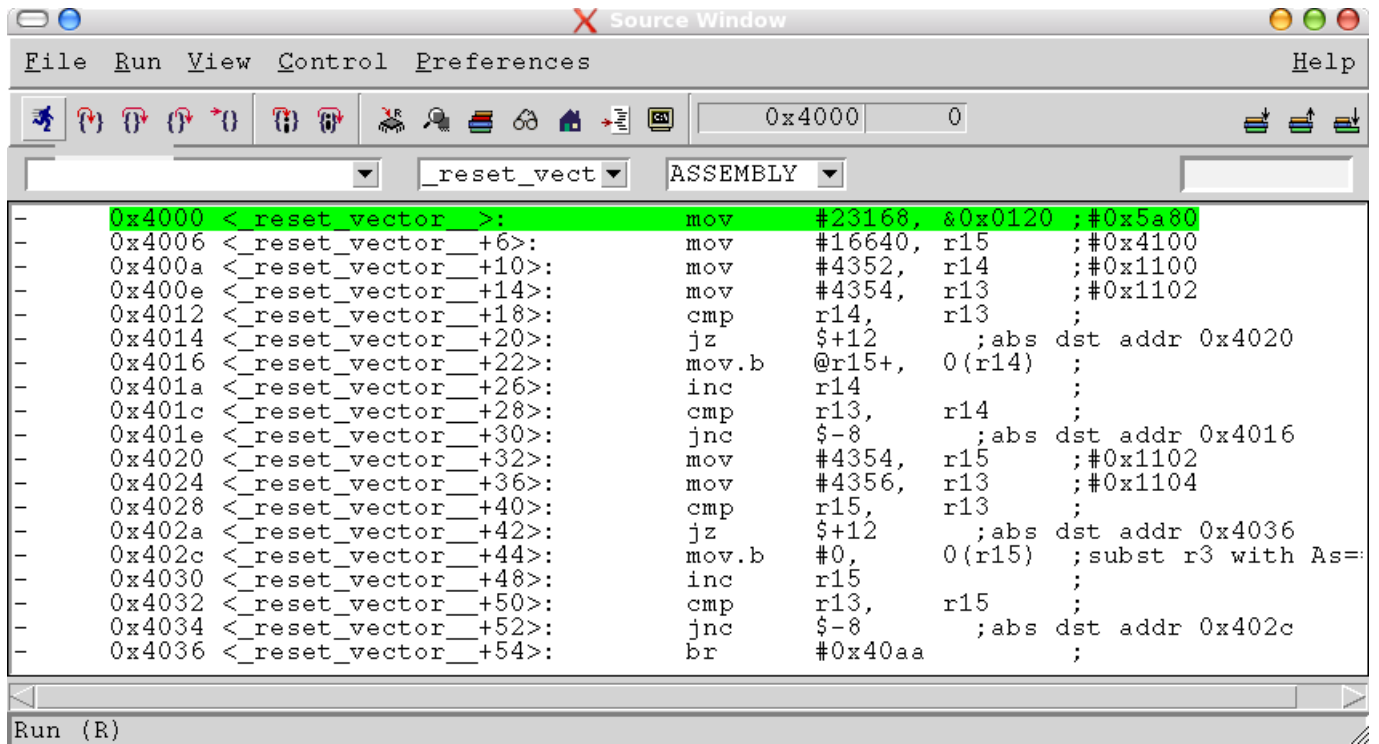 Source Window
File Run View Control Preferences Help
0x4000 0
_reset_vect ASSEMBLY
- 0x4000 <_reset_vector__>: mov #23168, &0x0120 ;#0x5a80
- 0x4006 <_reset_vector__+6>: mov #16640, r15 ;#0x4100
- 0x400a <_reset_vector__+10>: mov #4352, r14 ;#0x1100
- 0x400e <_reset_vector__+14>: mov #4354, r13 ;#0x1102
- 0x4012 <_reset_vector__+18>: cmp r14, r13 ;
- 0x4014 <_reset_vector__+20>: jz $+12 ;abs dst addr 0x4020
- 0x4016 <_reset_vector__+22>: mov.b @r15+, 0(r14) ;
- 0x401a <_reset_vector__+26>: inc r14 ;
- 0x401c <_reset_vector__+28>: cmp r13, r14 ;
- 0x401e <_reset_vector__+30>: jnc $-8 ;abs dst addr 0x4016
- 0x4020 <_reset_vector__+32>: mov #4354, r15 ;#0x1102
- 0x4024 <_reset_vector__+36>: mov #4356, r13 ;#0x1104
- 0x4028 <_reset_vector__+40>: cmp r15, r13 ;
- 0x402a <_reset_vector__+42>: jz $+12 ;abs dst addr 0x4036
- 0x402c <_reset_vector__+44>: mov.b #0, 0(r15) ;subst r3 with As=
- 0x4030 <_reset_vector__+48>: inc r15 ;
- 0x4032 <_reset_vector__+50>: cmp r13, r15 ;
- 0x4034 <_reset_vector__+52>: jnc $-8 ;abs dst addr 0x402c
- 0x4036 <_reset_vector__+54>: br #0x40aa ;
Run (R)